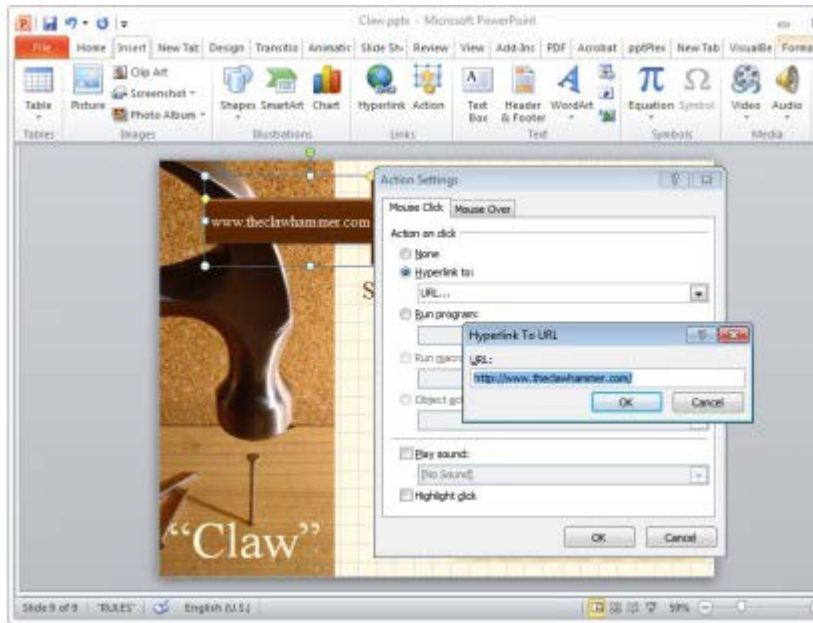 Claw.pptx - Microsoft PowerPoint
File Home Insert New Tab Design Transitio Animatic Slide Sh Review View Add-Ins PDF Acrobat pptPlex New Tab VisualBe Forma
Clip Art
Screenshot
Photo Album
Table Picture Shapes SmartArt Chart Hyperlink Action Text Box Header & Footer WordArt Equation Symbol Video Audio
Tables Images Illustrations Links Text Symbols Media
www.theclawhammer.com
S
“Claw”
Action Settings
Mouse Click Mouse Over
Action on click
None
Hyperlink to:
URL...
Run program:
Run macro
Object ac
Play sound:
[No Sound]
Highlight click
OK Cancel
Hyperlink To URL
URL:
http://www.theclawhammer.com/
OK Cancel
Slide 9 of 9 "RULES" English (U.S.) 59%